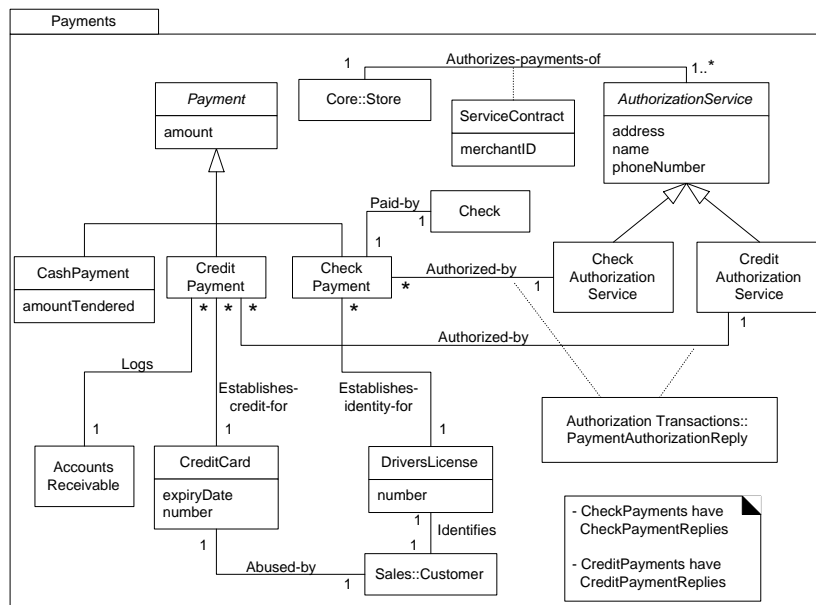 Payments
Authorizes-payments-of
1
1..*
Payment
amount
Core::Store
ServiceContract
merchantID
AuthorizationService
address
name
phoneNumber
Paid-by
1
1
Check
CashPayment
amountTendered
Credit
Payment
Check
Payment
Authorized-by
*
1
Check
Authorization
Service
Credit
Authorization
Service
*
*
*
*
1
Authorized-by
Logs
Establishes-
credit-for
Establishes-
identity-for
1
1
1
Accounts
Receivable
CreditCard
expiryDate
number
DriversLicense
number
Authorization Transactions::
PaymentAuthorizationReply
1
1
Identifies
1
Abused-by
1
Sales::Customer
- CheckPayments have
CheckPaymentReplies
- CreditPayments have
CreditPaymentReplies